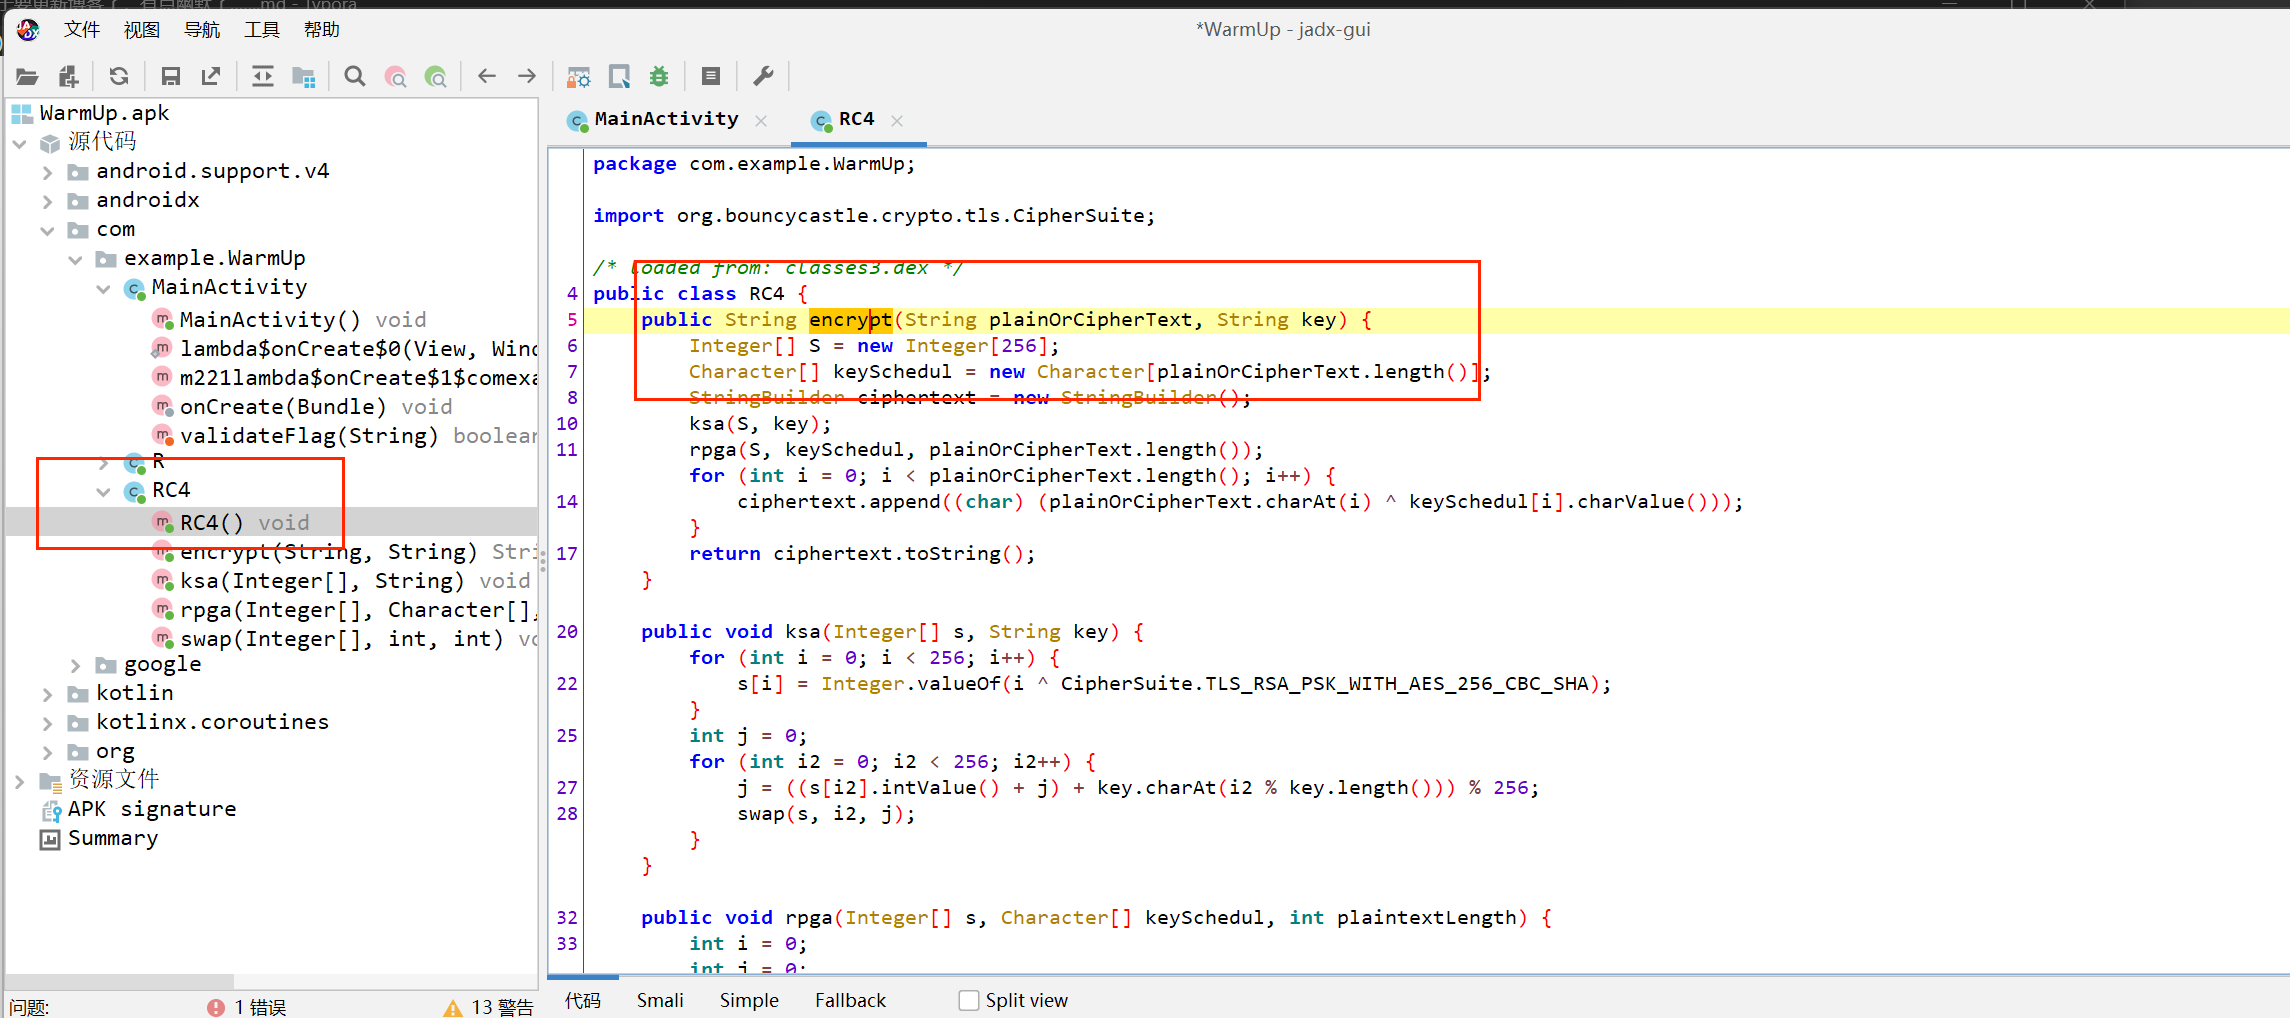 文件 视图 导航 工具 帮助
*WarmUp - jadx-gui
WarmUp.apk
源代码
android.support.v4
androidx
com
example.WarmUp
MainActivity
MainActivity() void
lambda$onCreate$0(View, Wind
m221lambda$onCreate$1$comexa
onCreate(Bundle) void
validateFlag(String) boolean
R
RC4
RC4() void
encrypt(String, String) Stri
ksa(Integer[], String) void
rpga(Integer[], Character[],
swap(Integer[], int, int) vo
google
kotlin
kotlinx.coroutines
org
资源文件
APK signature
Summary
问题: 1 错误 13 警告
MainActivity RC4
package com.example.WarmUp;
import org.bouncycastle.crypto.tls.CipherSuite;
/* loaded from: classes3.dex */
4 public class RC4 {
5 public String encrypt(String plainOrCipherText, String key) {
6 Integer[] S = new Integer[256];
7 Character[] keySchedul = new Character[plainOrCipherText.length()];
8 StringBuilder ciphertext = new StringBuilder();
10 ksa(S, key);
11 rpga(S, keySchedul, plainOrCipherText.length());
for (int i = 0; i < plainOrCipherText.length(); i++) {
14 ciphertext.append((char) (plainOrCipherText.charAt(i) ^ keySchedul[i].charValue()));
}
17 return ciphertext.toString();
}
20 public void ksa(Integer[] s, String key) {
for (int i = 0; i < 256; i++) {
22 s[i] = Integer.valueOf(i ^ CipherSuite.TLS_RSA_PSK_WITH_AES_256_CBC_SHA);
}
25 int j = 0;
for (int i2 = 0; i2 < 256; i2++) {
27 j = ((s[i2].intValue() + j) + key.charAt(i2 % key.length())) % 256;
28 swap(s, i2, j);
}
}
32 public void rpga(Integer[] s, Character[] keySchedul, int plaintextLength) {
33 int i = 0;
int j = 0;
代码 Smali Simple Fallback Split view